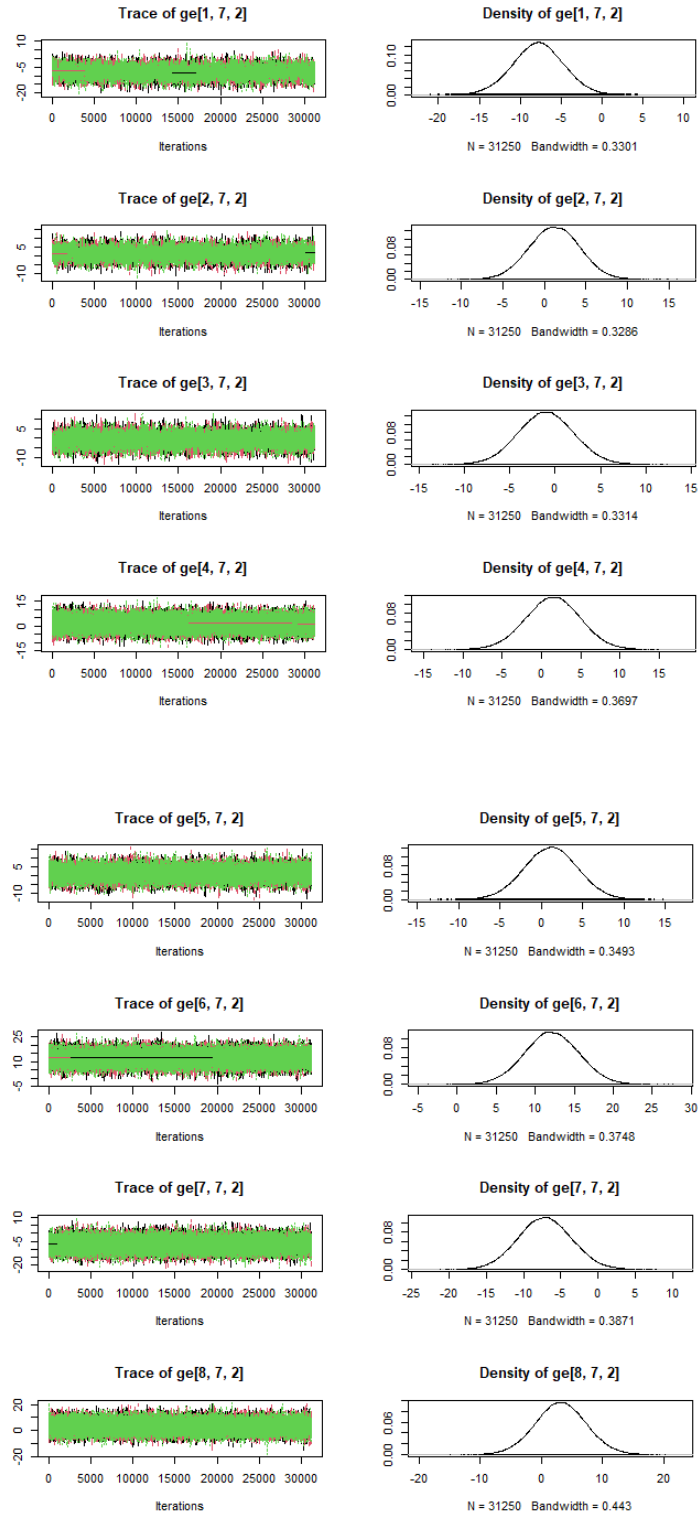 Trace of ge[1, 7, 2]
Density of ge[1, 7, 2]
10
-5
-20
0 5000 10000 15000 20000 25000 30000
Iterations
0.10
0.00
-20 -15 -10 -5 0 5 10
N = 31250 Bandwidth = 0.3301
Trace of ge[2, 7, 2]
Density of ge[2, 7, 2]
5
-10
0 5000 10000 15000 20000 25000 30000
Iterations
0.08
0.00
-15 -10 -5 0 5 10 15
N = 31250 Bandwidth = 0.3286
Trace of ge[3, 7, 2]
Density of ge[3, 7, 2]
5
-10
0 5000 10000 15000 20000 25000 30000
Iterations
0.08
0.00
-15 -10 -5 0 5 10 15
N = 31250 Bandwidth = 0.3314
Trace of ge[4, 7, 2]
Density of ge[4, 7, 2]
15
0
-15
0 5000 10000 15000 20000 25000 30000
Iterations
0.08
0.00
-15 -10 -5 0 5 10 15
N = 31250 Bandwidth = 0.3697
Trace of ge[5, 7, 2]
Density of ge[5, 7, 2]
5
-10
0 5000 10000 15000 20000 25000 30000
Iterations
0.08
0.00
-15 -10 -5 0 5 10 15
N = 31250 Bandwidth = 0.3493
Trace of ge[6, 7, 2]
Density of ge[6, 7, 2]
25
10
-5
0 5000 10000 15000 20000 25000 30000
Iterations
0.08
0.00
-5 0 5 10 15 20 25 30
N = 31250 Bandwidth = 0.3748
Trace of ge[7, 7, 2]
Density of ge[7, 7, 2]
10
-5
-20
0 5000 10000 15000 20000 25000 30000
Iterations
0.08
0.00
-25 -20 -15 -10 -5 0 5 10
N = 31250 Bandwidth = 0.3871
Trace of ge[8, 7, 2]
Density of ge[8, 7, 2]
20
0
-20
0 5000 10000 15000 20000 25000 30000
Iterations
0.06
0.00
-20 -10 0 10 20
N = 31250 Bandwidth = 0.443